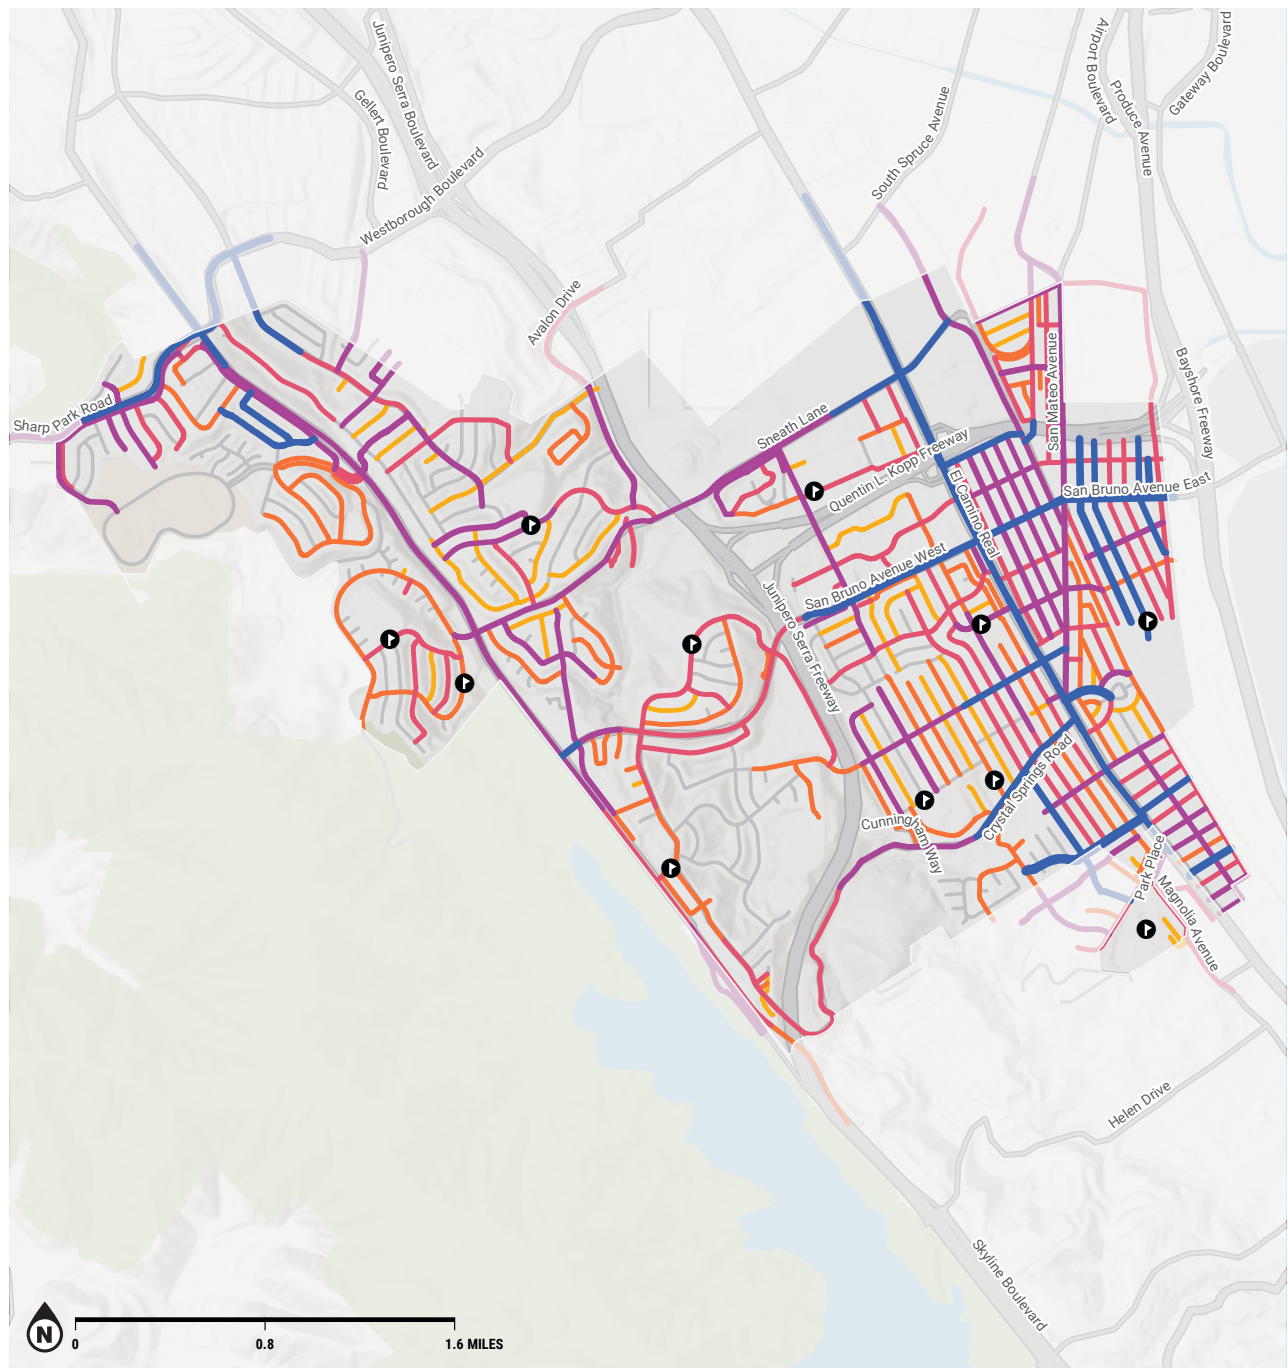 Junipero Serra Boulevard
Gellert Boulevard
Westborough Boulevard
Airport Boulevard
Produce Avenue
Gateway Boulevard
South Spruce Avenue
Avalon Drive
San Mateo Avenue
Bayshore Freeway
Sharp Park Road
Sneath Lane
Quentin L. Kopp Freeway
El Camino Real
San Bruno Avenue East
San Bruno Avenue West
Junipero Serra Freeway
Crystal Springs Road
Cunningham Way
Park Place
Magnolia Avenue
Helen Drive
Skyline Boulevard
N
0
0.8
1.6 MILES